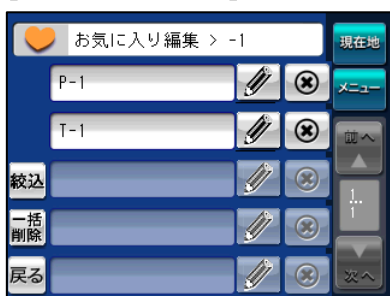 お気に入り編集 > -1
現在地
P-1
メニュー
T-1
前へ
絞込
1..
1
一括
削除
戻る
次へ